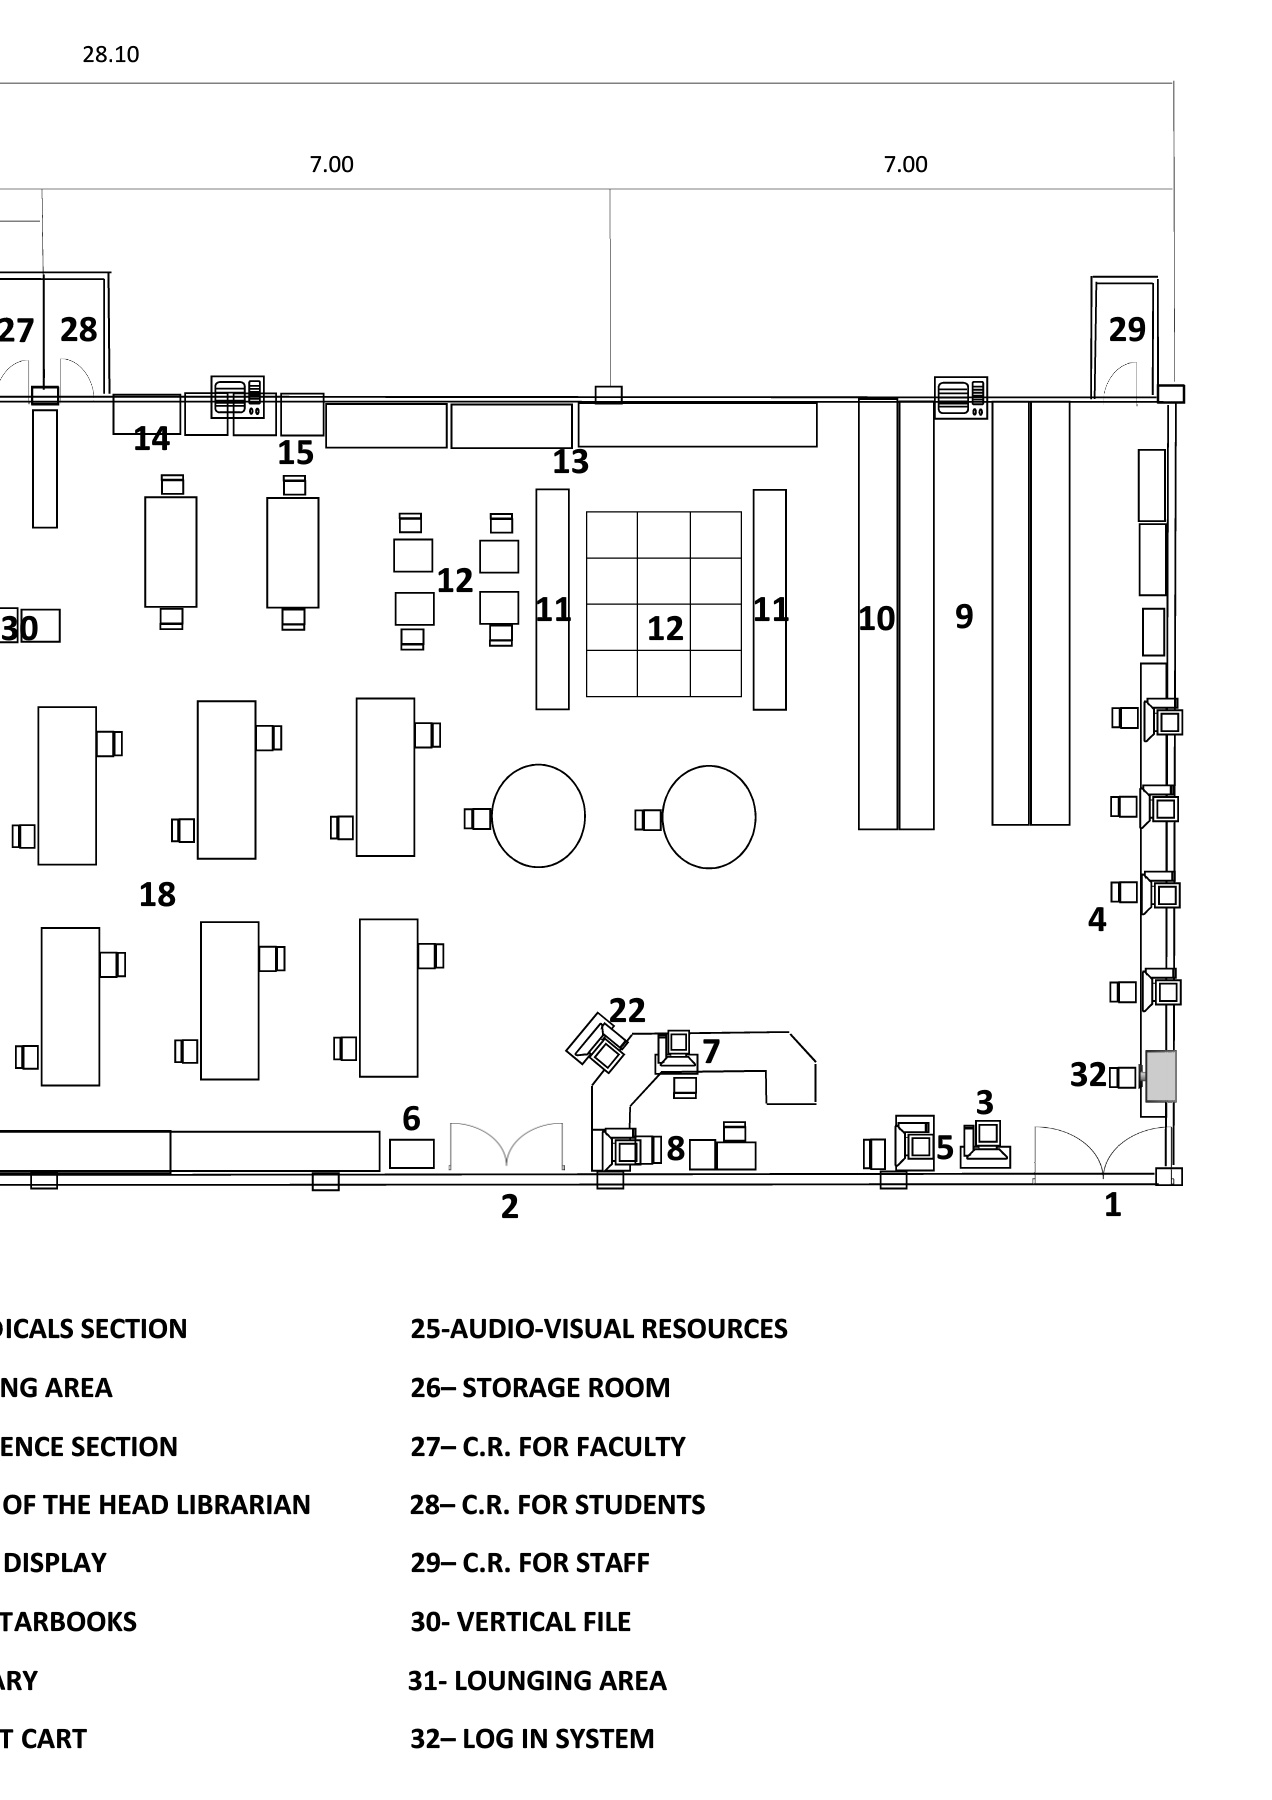 28.10
7.00 7.00
27 28 29
14 15 13
12 11 12 11 10 9
30
18 4
22
7 32
6 3
8 5
2 1
DICALS SECTION 25-AUDIO-VISUAL RESOURCES
NG AREA 26– STORAGE ROOM
ENCE SECTION 27– C.R. FOR FACULTY
OF THE HEAD LIBRARIAN 28– C.R. FOR STUDENTS
DISPLAY 29– C.R. FOR STAFF
TARBOOKS 30- VERTICAL FILE
ARY 31- LOUNGING AREA
T CART 32– LOG IN SYSTEM